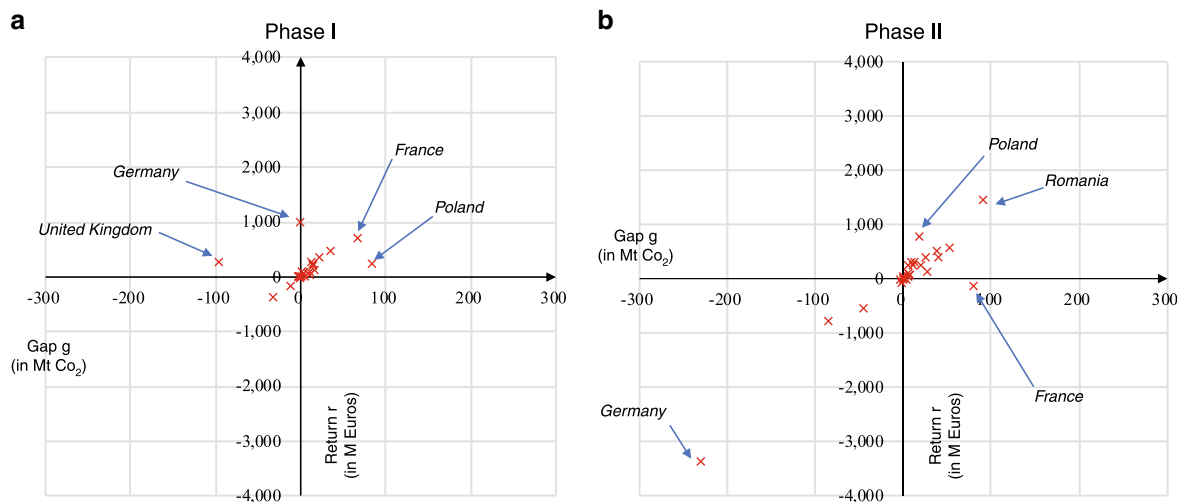 a
Phase I
4,000
3,000
2,000
1,000
0
-1,000
-2,000
-3,000
-4,000
-300
-200
-100
0
100
200
300
Germany
France
United Kingdom
Poland
Gap g
(in Mt Co2)
Return r
(in M Euros)
b
Phase II
4,000
3,000
2,000
1,000
0
-1,000
-2,000
-3,000
-4,000
-300
-200
-100
0
100
200
300
Poland
Romania
Gap g
(in Mt Co2)
France
Germany
Return r
(in M Euros)